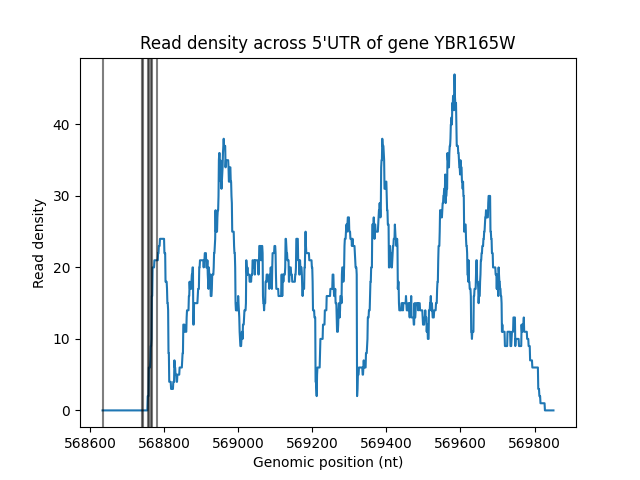 Read density across 5'UTR of gene YBR165W
40
30
20
10
0
Read density
568600 568800 569000 569200 569400 569600 569800
Genomic position (nt)